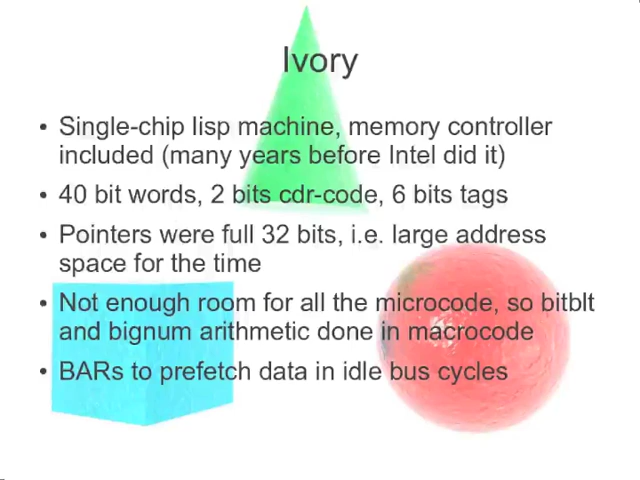 Ivory
• Single-chip lisp machine, memory controller
included (many years before Intel did it)
• 40 bit words, 2 bits cdr-code, 6 bits tags
• Pointers were full 32 bits, i.e. large address
space for the time
• Not enough room for all the microcode, so bitblt
and bignum arithmetic done in macrocode
• BARs to prefetch data in idle bus cycles